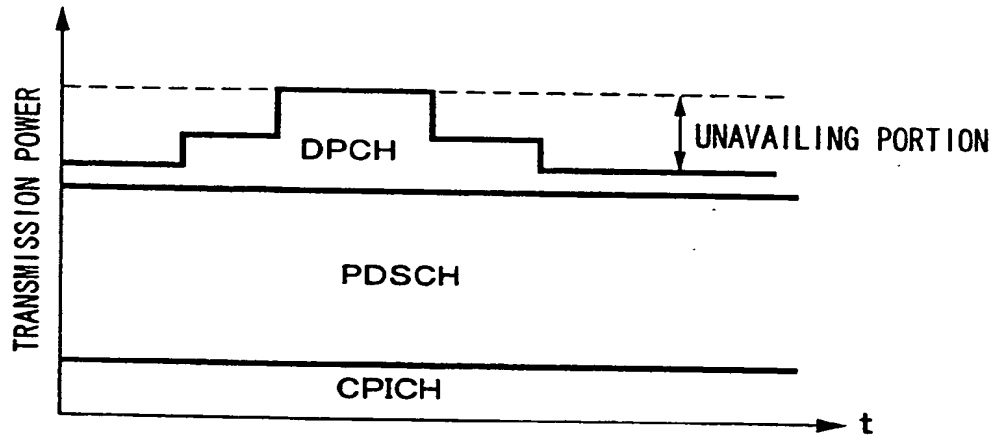 TRANSMISSION POWER
DPCH
UNAVAILING PORTION
PDSCH
CPICH
t